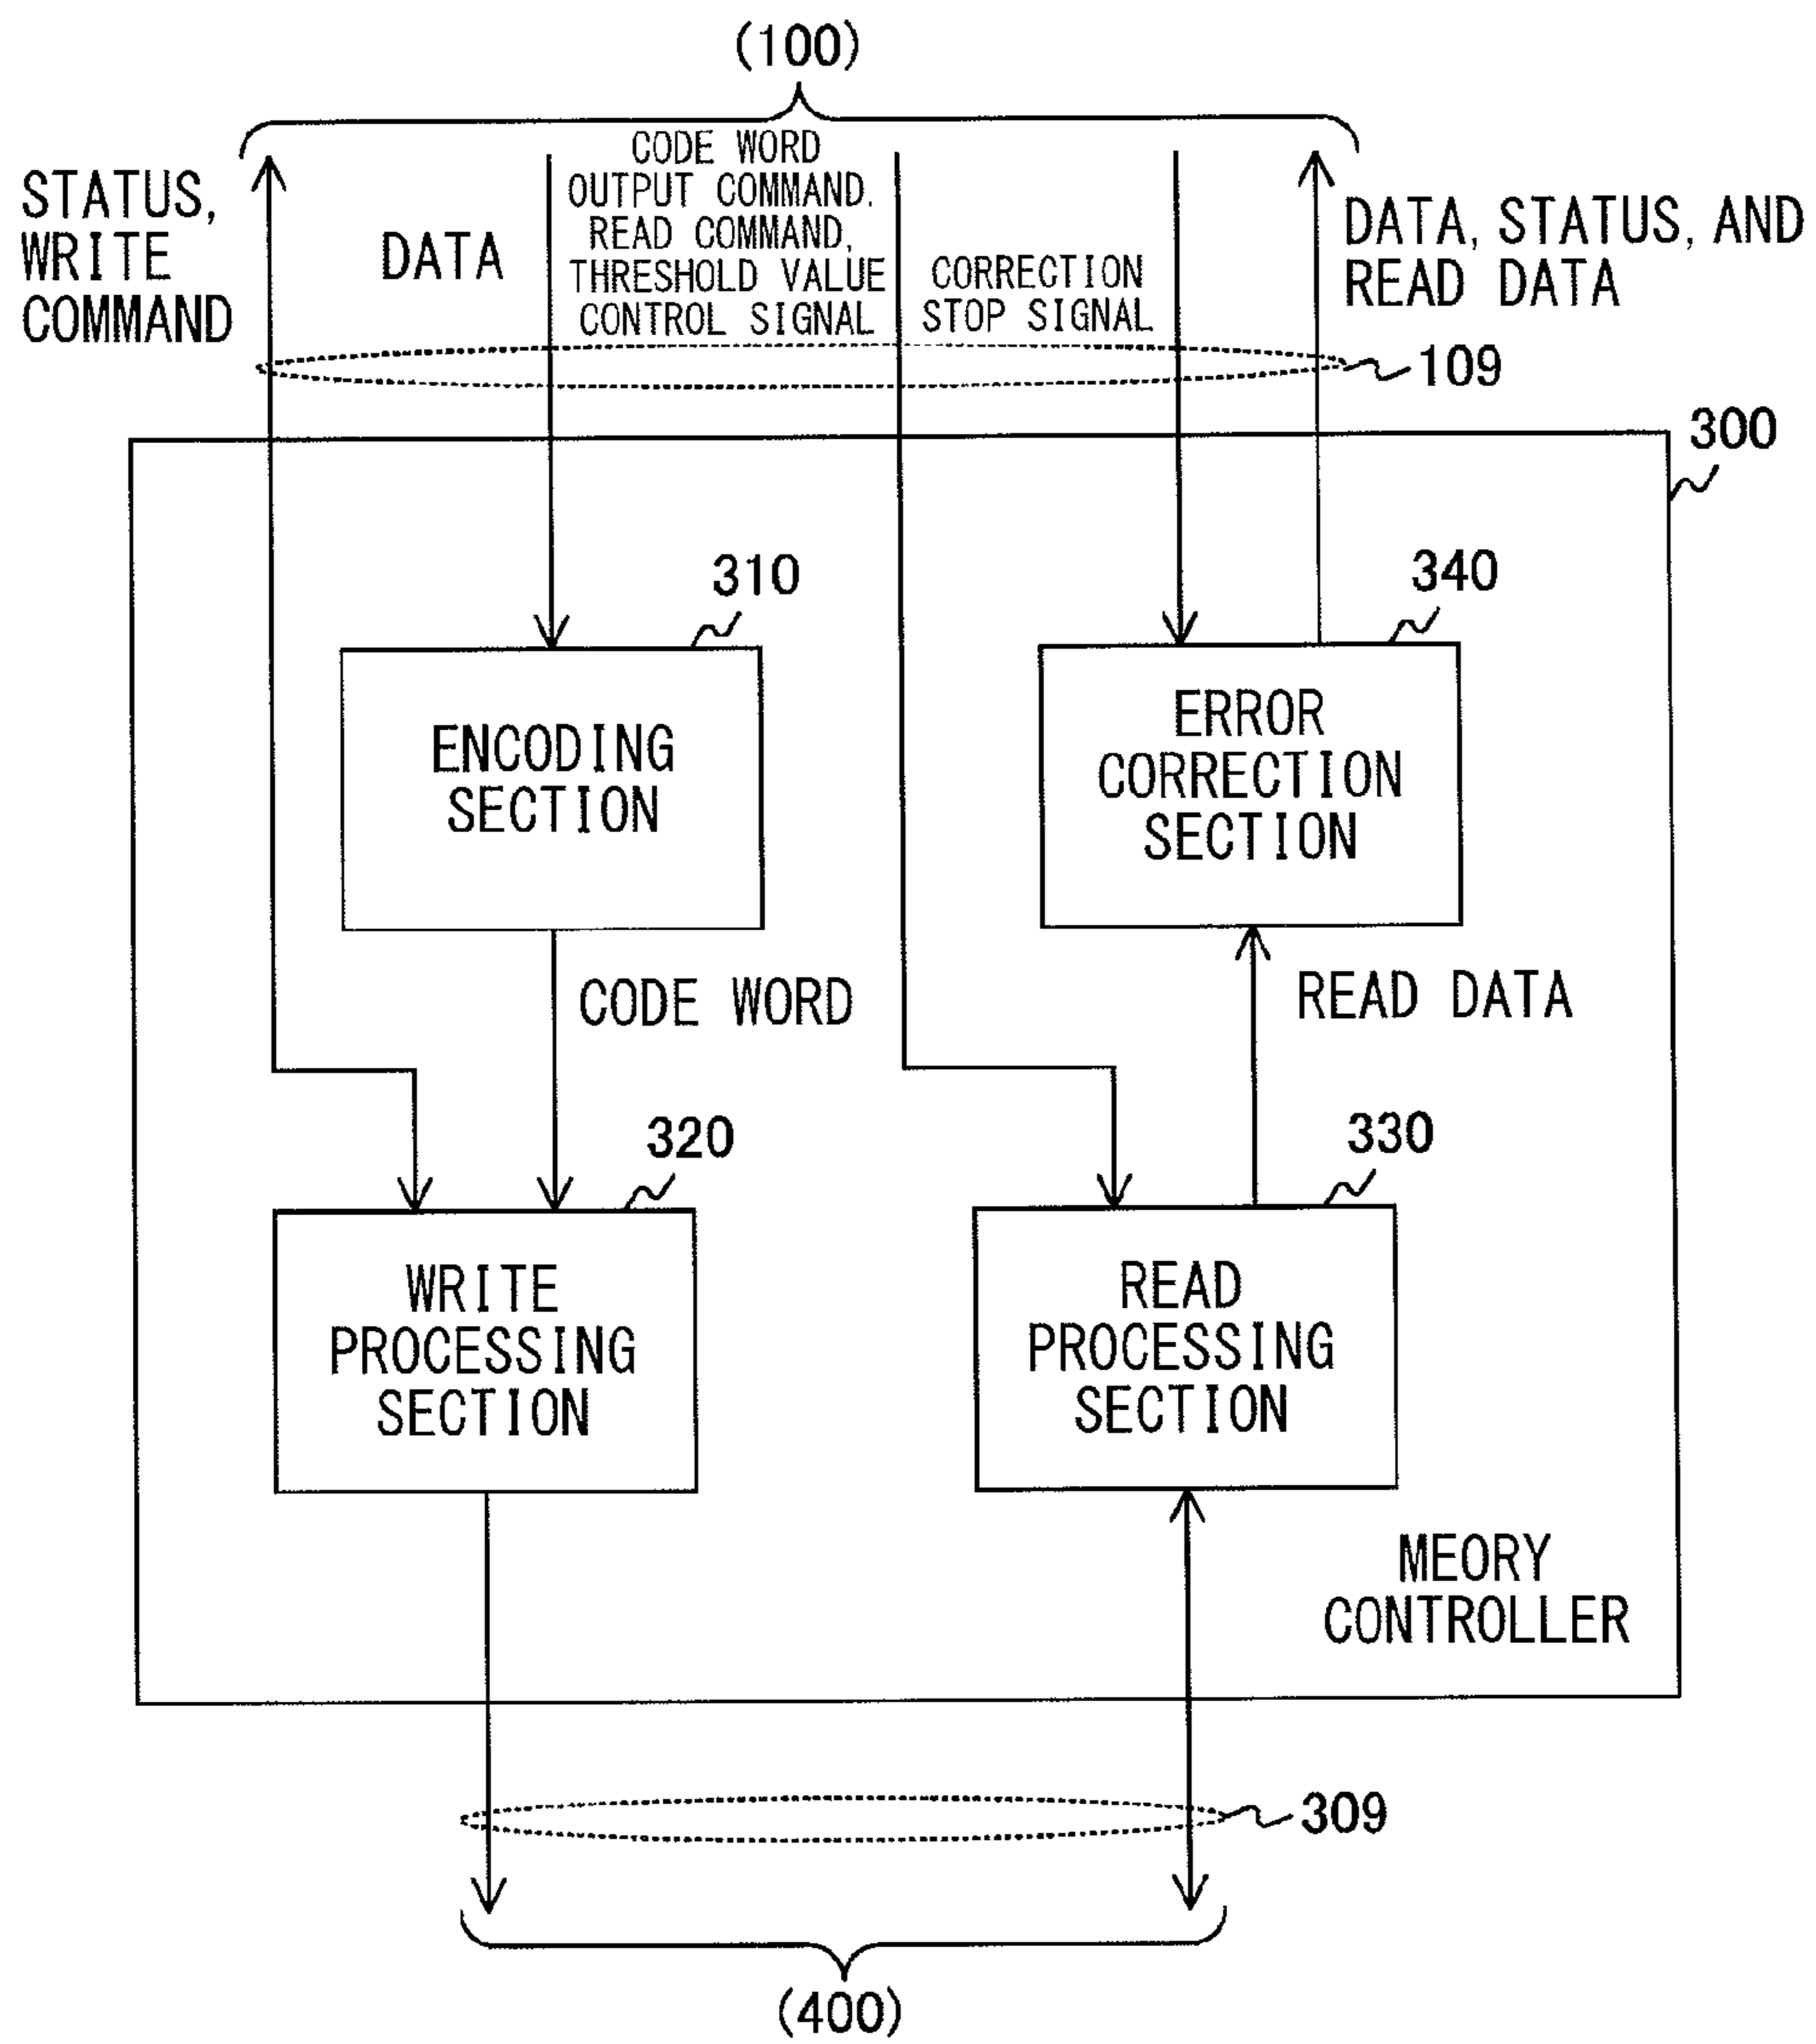 (100)
STATUS,
WRITE
COMMAND
DATA
CODE WORD
OUTPUT COMMAND.
READ COMMAND,
THRESHOLD VALUE
CONTROL SIGNAL
CORRECTION
STOP SIGNAL
DATA, STATUS, AND
READ DATA
109
300
310
340
ENCODING
SECTION
ERROR
CORRECTION
SECTION
CODE WORD
READ DATA
320
330
WRITE
PROCESSING
SECTION
READ
PROCESSING
SECTION
MEORY
CONTROLLER
309
(400)